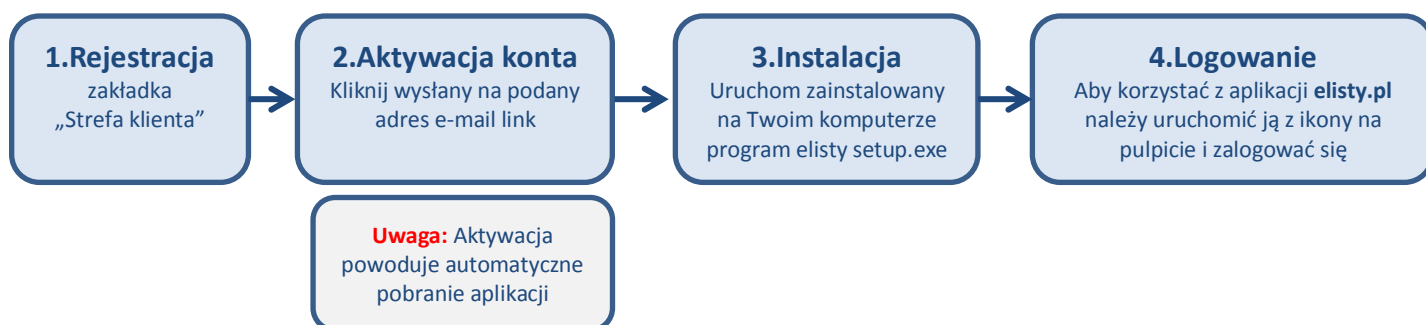 1.Rejestracja
zakładka
„Strefa klienta”
2.Aktywacja konta
Kliknij wysłany na podany
adres e-mail link
3.Instalacja
Uruchom zainstalowany
na Twoim komputerze
program elisty setup.exe
4.Logowanie
Aby korzystać z aplikacji elisty.pl
należy uruchomić ją z ikony na
pulpicie i zalogować się
Uwaga: Aktywacja
powoduje automatyczne
pobranie aplikacji